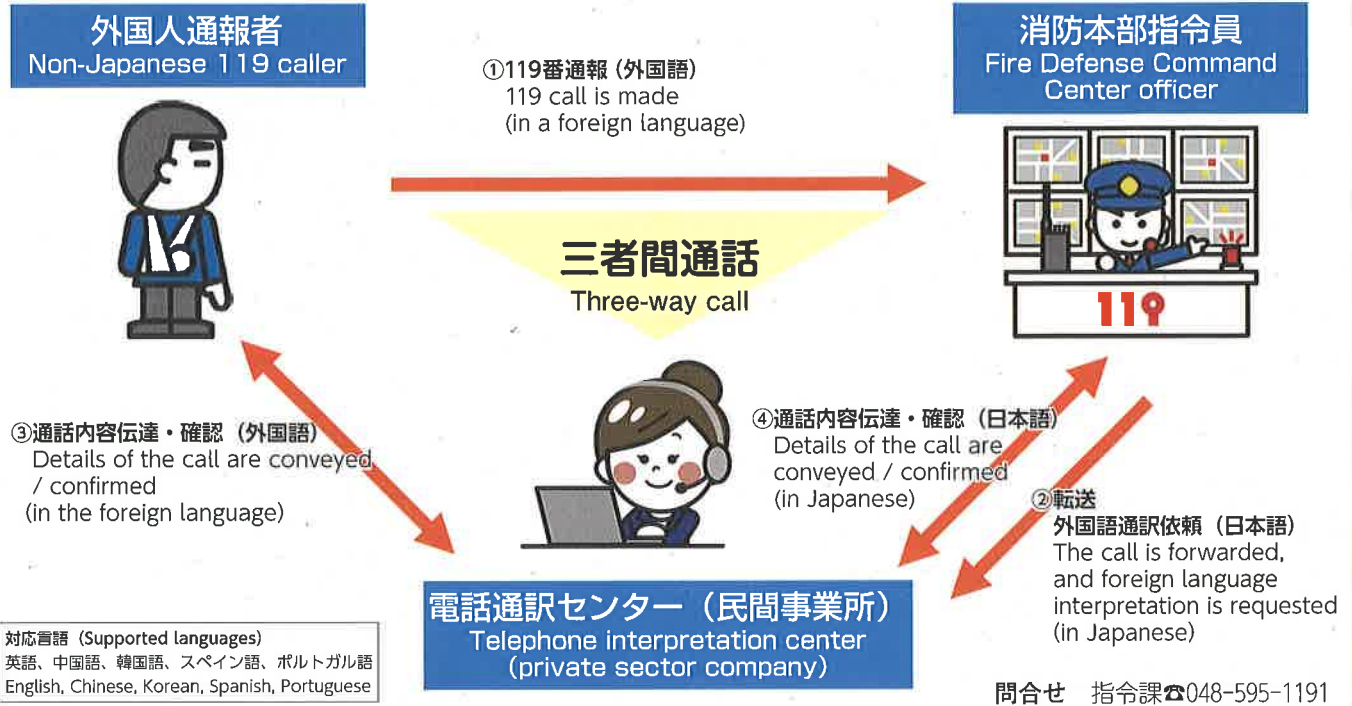 外国人通報者
Non-Japanese 119 caller
①119番通報（外国語）
119 call is made
(in a foreign language)
消防本部指令員
Fire Defense Command
Center officer
三者間通話
Three-way call
119
③通話内容伝達・確認（外国語）
Details of the call are conveyed
/ confirmed
(in the foreign language)
④通話内容伝達・確認（日本語）
Details of the call are
conveyed / confirmed
(in Japanese)
②転送
外国語通訳依頼（日本語）
The call is forwarded,
and foreign language
interpretation is requested
(in Japanese)
電話通訳センター（民間事業所）
Telephone interpretation center
(private sector company)
対応言語（Supported languages）
英語、中国語、韓国語、スペイン語、ポルトガル語
English, Chinese, Korean, Spanish, Portuguese
問合せ　指令課☎048-595-1191